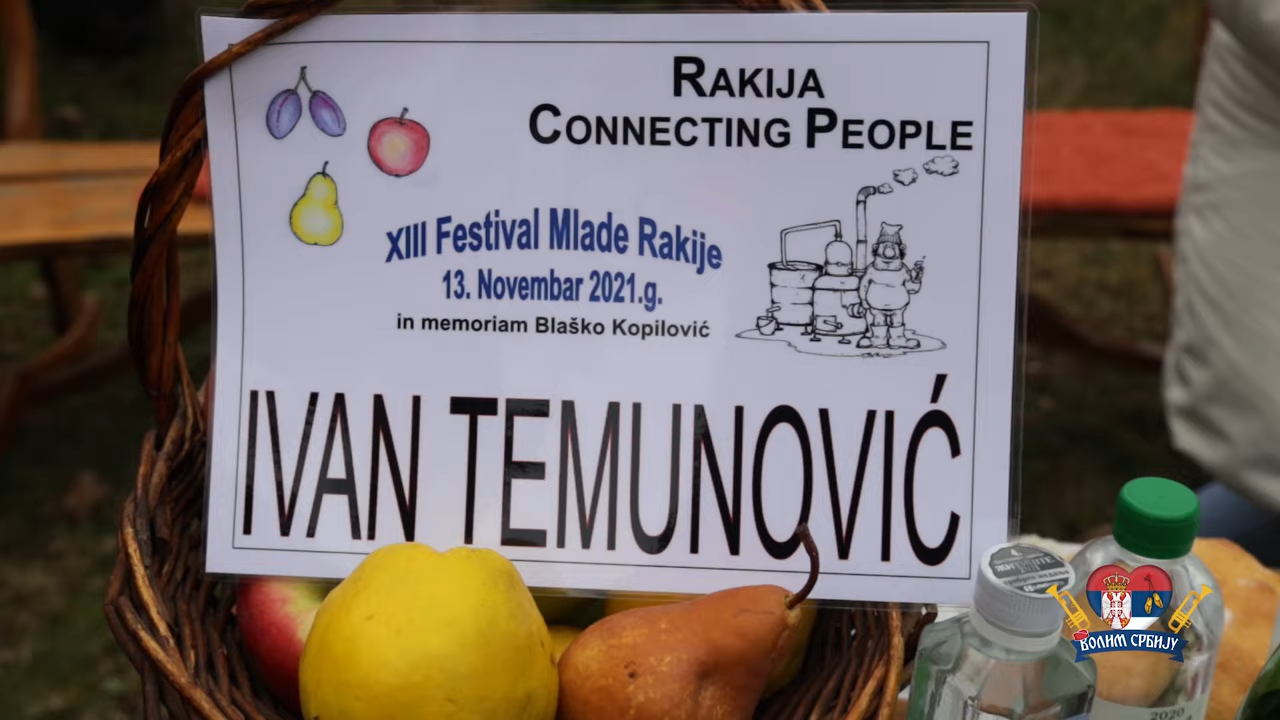 RAKIJA
CONNECTING PEOPLE
XIII Festival Mlade Rakije
13. Novembar 2021.g.
in memoriam Blaško Kopilović
IVAN TEMUNOVIĆ
ВОЛИМ СРБИЈУ
2020